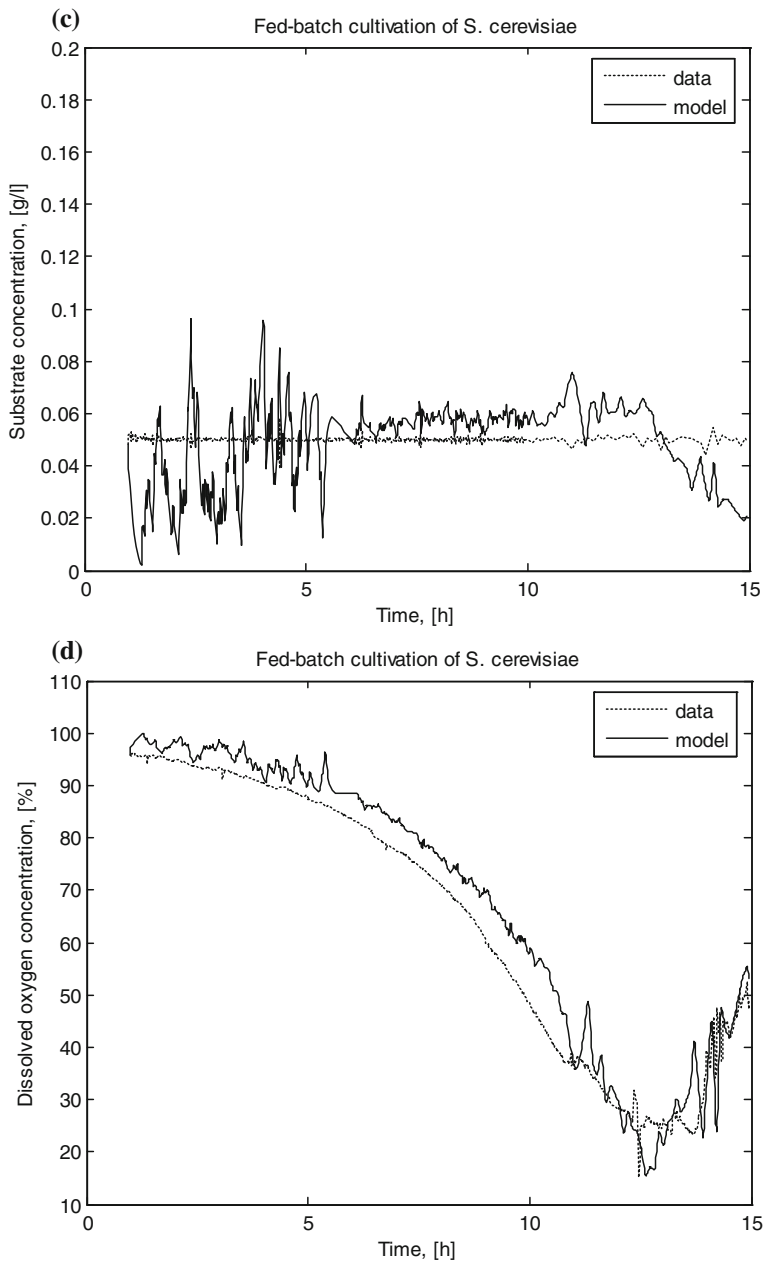 (c)
Fed-batch cultivation of S. cerevisiae
0.2
0.18
0.16
0.14
0.12
0.1
0.08
0.06
0.04
0.02
0
Substrate concentration, [g/l]
data
model
0 5 10 15
Time, [h]
(d)
Fed-batch cultivation of S. cerevisiae
110
100
90
80
70
60
50
40
30
20
10
Dissolved oxygen concentration, [%]
data
model
0 5 10 15
Time, [h]